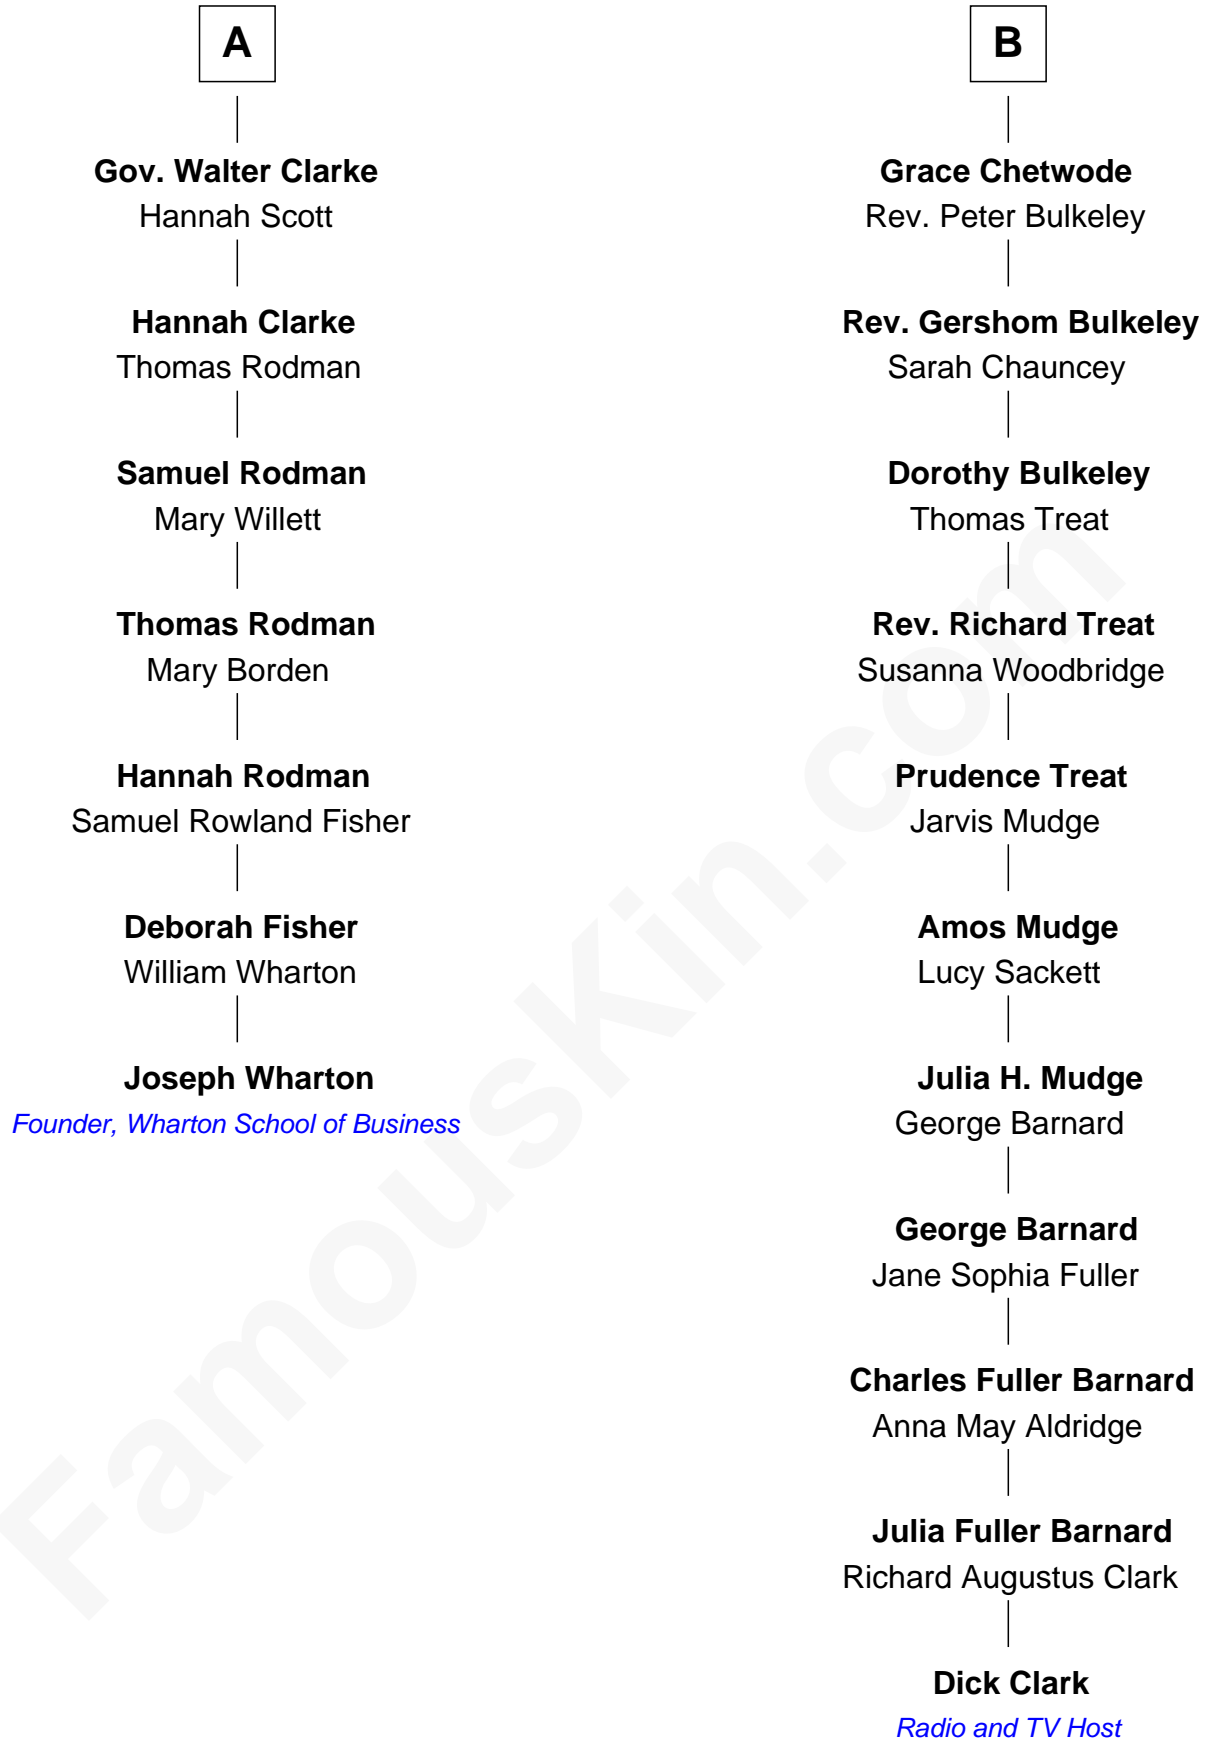 A
Gov. Walter Clarke
Hannah Scott
Hannah Clarke
Thomas Rodman
Samuel Rodman
Mary Willett
Thomas Rodman
Mary Borden
Hannah Rodman
Samuel Rowland Fisher
Deborah Fisher
William Wharton
Joseph Wharton
Founder, Wharton School of Business
B
Grace Chetwode
Rev. Peter Bulkeley
Rev. Gershom Bulkeley
Sarah Chauncey
Dorothy Bulkeley
Thomas Treat
Rev. Richard Treat
Susanna Woodbridge
Prudence Treat
Jarvis Mudge
Amos Mudge
Lucy Sackett
Julia H. Mudge
George Barnard
George Barnard
Jane Sophia Fuller
Charles Fuller Barnard
Anna May Aldridge
Julia Fuller Barnard
Richard Augustus Clark
Dick Clark
Radio and TV Host
FamousKin.com